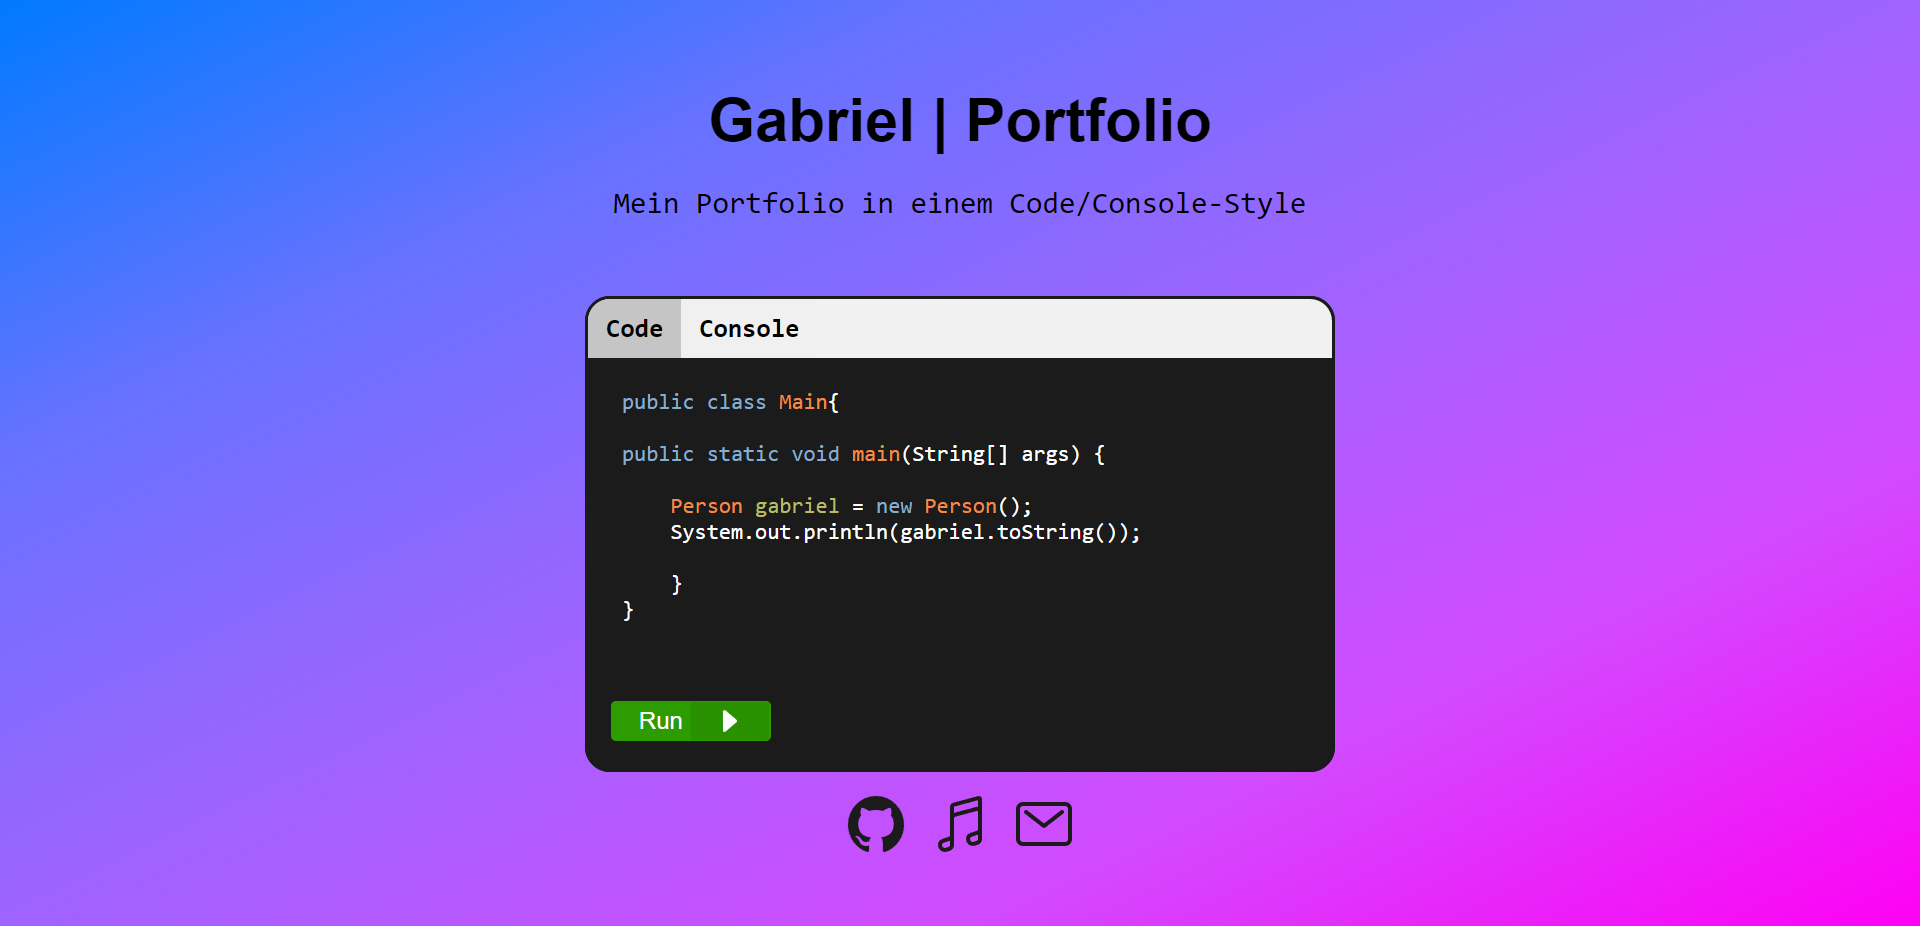 Gabriel | Portfolio
Mein Portfolio in einem Code/Console-Style
Code Console
public class Main{
public static void main(String[] args) {
Person gabriel = new Person();
System.out.println(gabriel.toString());
}
}
Run